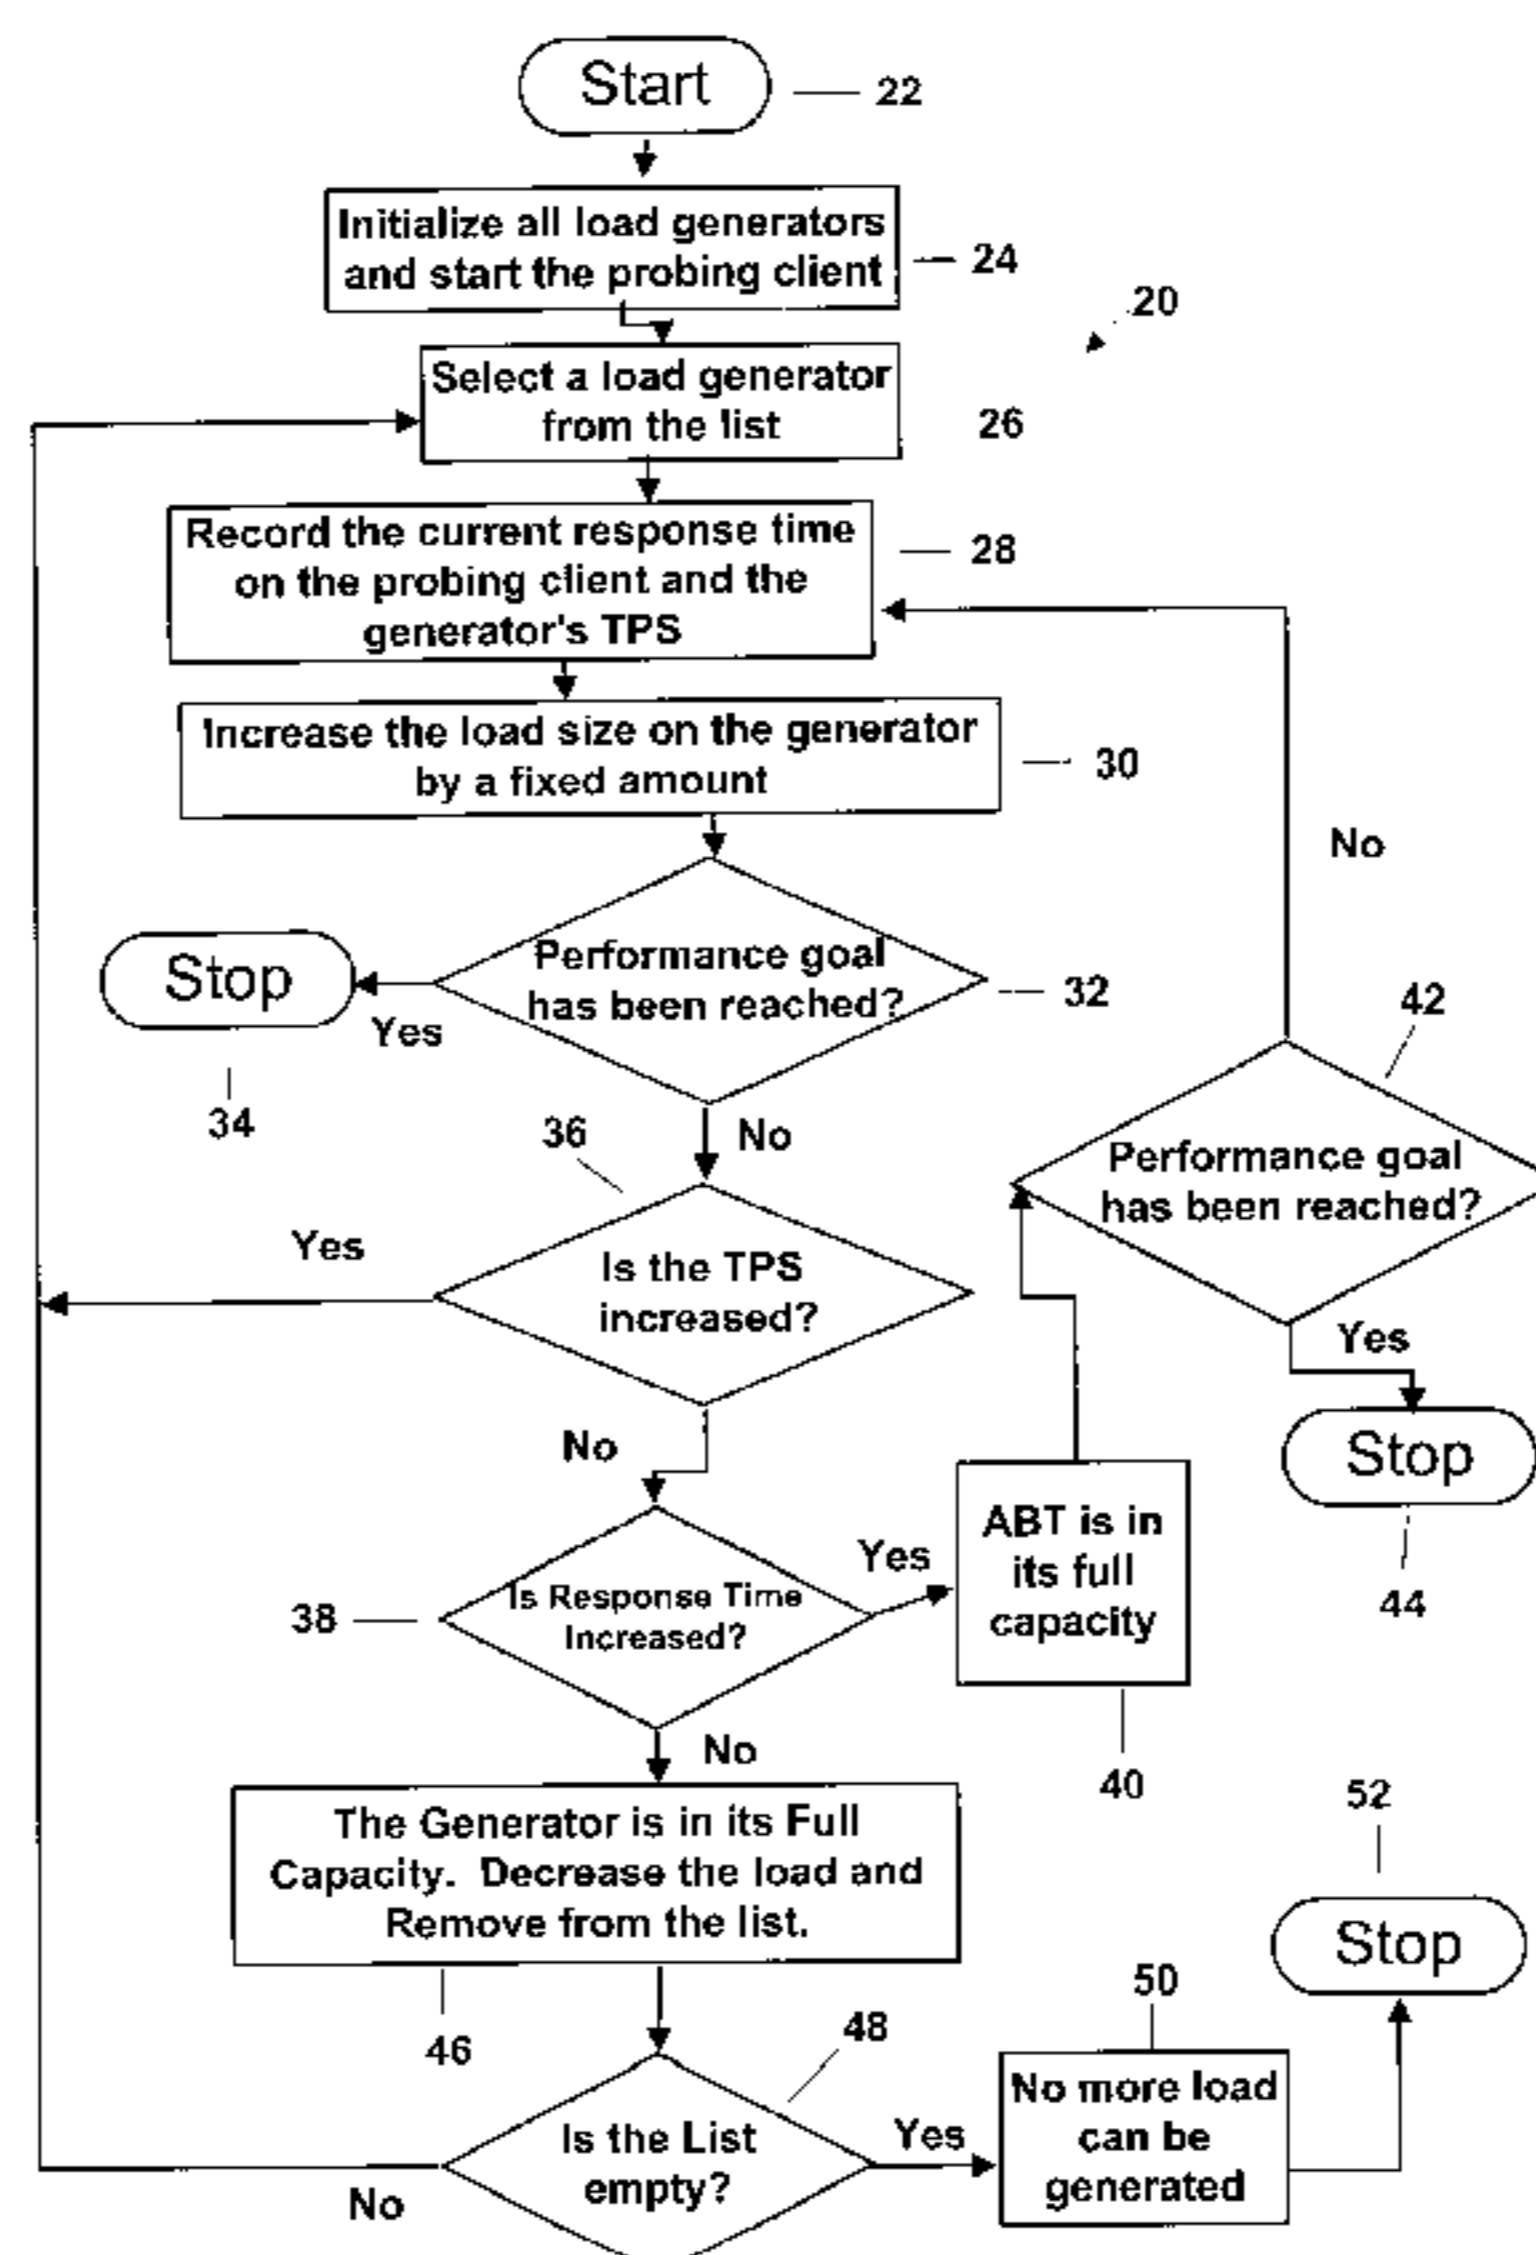 Start
22
Initialize all load generators
and start the probing client
24
20
Select a load generator
from the list
26
Record the current response time
on the probing client and the
generator's TPS
28
Increase the load size on the generator
by a fixed amount
30
No
Performance goal
has been reached?
32
Stop
Yes
34
42
36
No
Performance goal
has been reached?
Yes
Is the TPS
increased?
Yes
Stop
44
No
Is Response Time
Increased?
38
Yes
ABT is in
its full
capacity
40
No
The Generator is in its Full
Capacity. Decrease the load and
Remove from the list.
46
52
Stop
50
48
Is the List
empty?
Yes
No more load
can be
generated
No